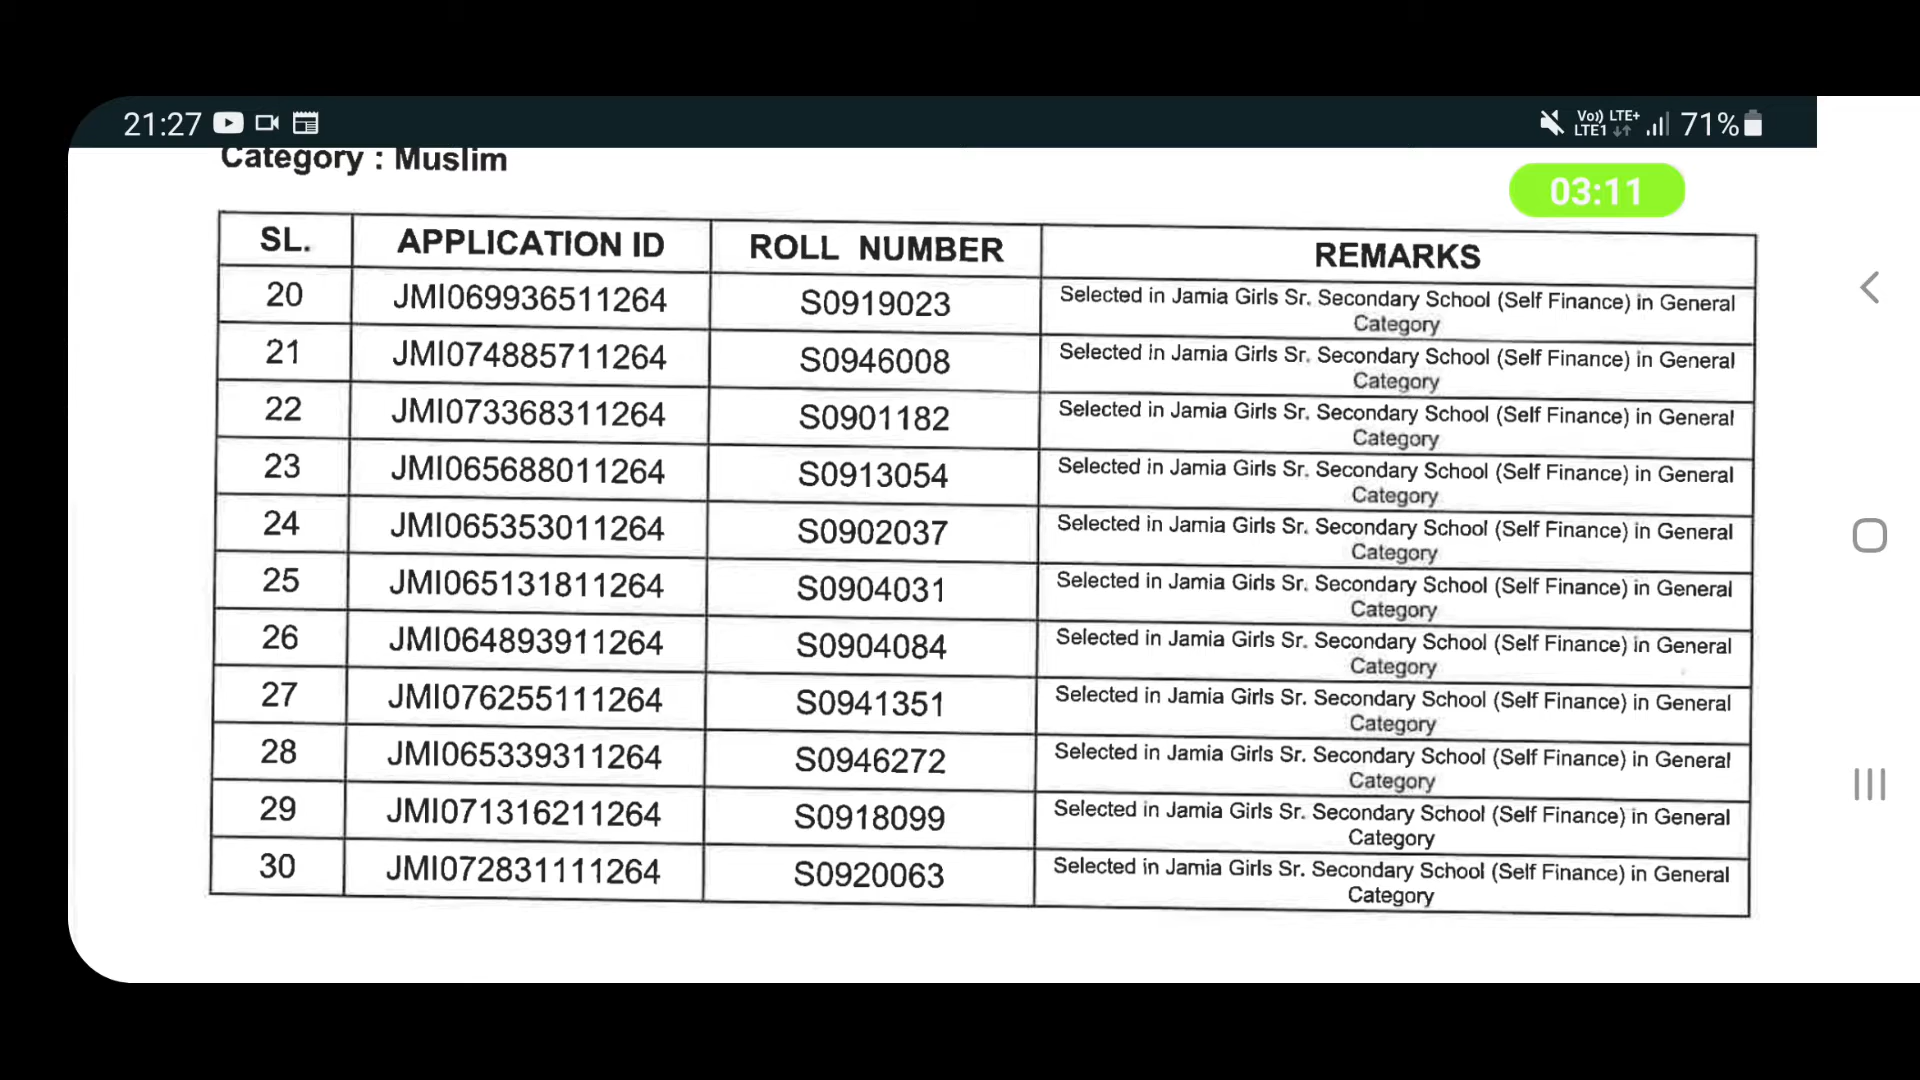 21:27 Vo)) LTE+ LTE1 71%
Category : Muslim
03:11
SL. APPLICATION ID ROLL NUMBER REMARKS
20 JMI069936511264 S0919023 Selected in Jamia Girls Sr. Secondary School (Self Finance) in General
Category
21 JMI074885711264 S0946008 Selected in Jamia Girls Sr. Secondary School (Self Finance) in General
Category
22 JMI073368311264 S0901182 Selected in Jamia Girls Sr. Secondary School (Self Finance) in General
Category
23 JMI065688011264 S0913054 Selected in Jamia Girls Sr. Secondary School (Self Finance) in General
Category
24 JMI065353011264 S0902037 Selected in Jamia Girls Sr. Secondary School (Self Finance) in General
Category
25 JMI065131811264 S0904031 Selected in Jamia Girls Sr. Secondary School (Self Finance) in General
Category
26 JMI064893911264 S0904084 Selected in Jamia Girls Sr. Secondary School (Self Finance) in General
Category
27 JMI076255111264 S0941351 Selected in Jamia Girls Sr. Secondary School (Self Finance) in General
Category
28 JMI065339311264 S0946272 Selected in Jamia Girls Sr. Secondary School (Self Finance) in General
Category
29 JMI071316211264 S0918099 Selected in Jamia Girls Sr. Secondary School (Self Finance) in General
Category
30 JMI072831111264 S0920063 Selected in Jamia Girls Sr. Secondary School (Self Finance) in General
Category